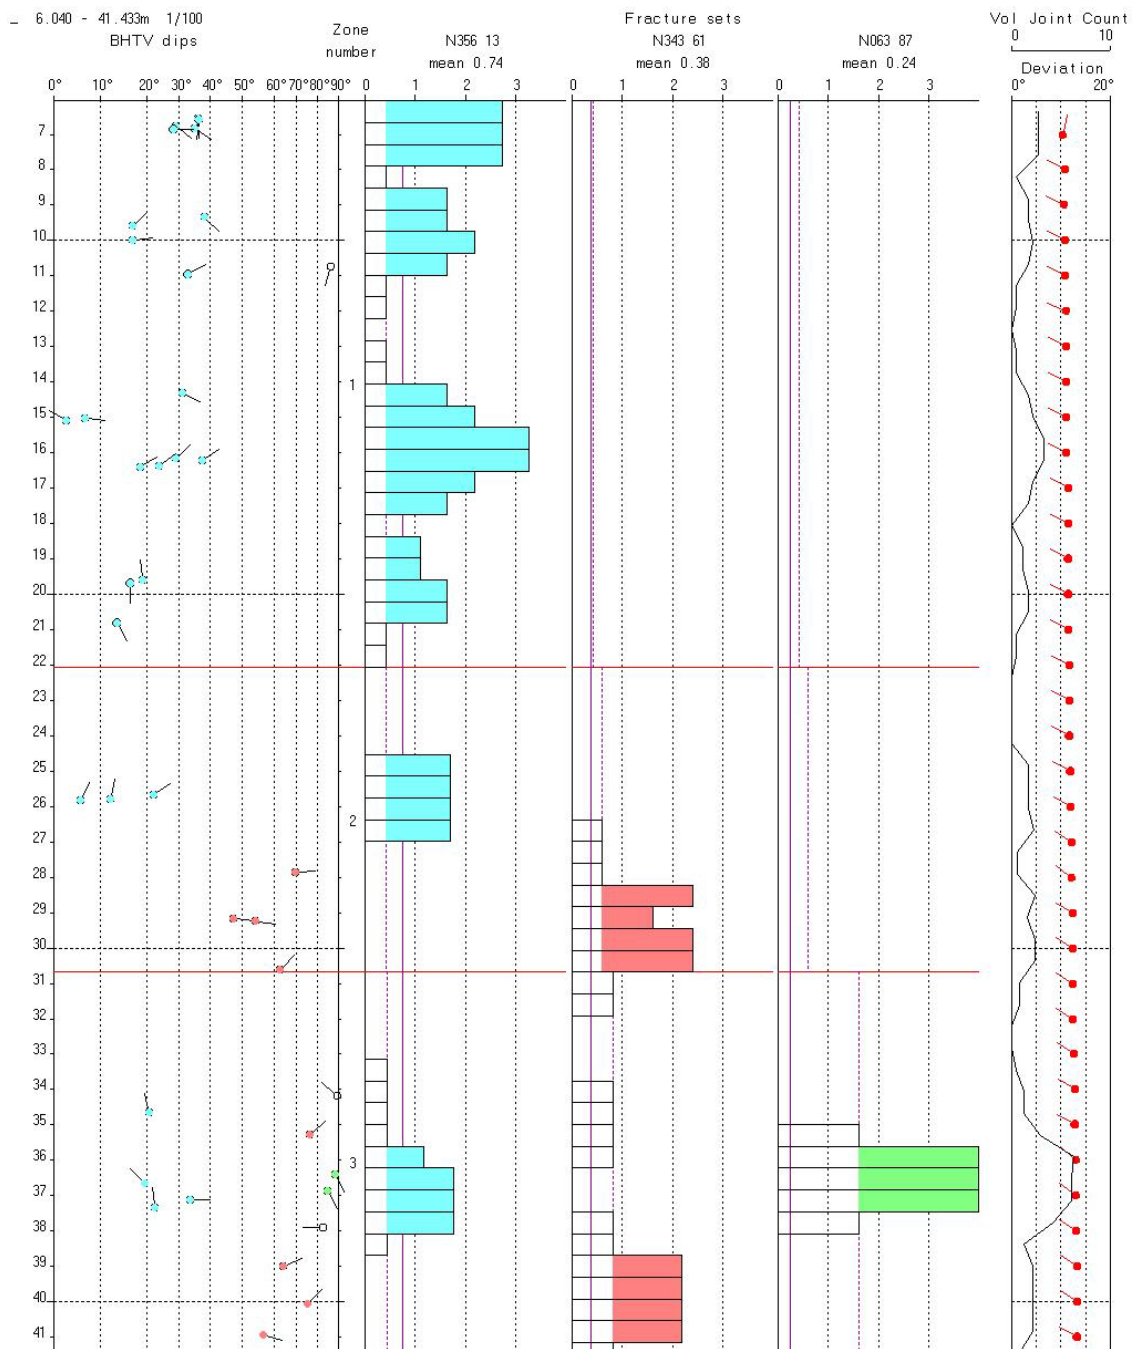 _ 6.040 - 41.433m 1/100
BHTV dips
Zone
number
Fracture sets
N356 13
mean 0.74
N343 61
mean 0.38
N063 87
mean 0.24
Vol Joint Count
0 10
Deviation
0° 10° 20° 30° 40° 50° 60° 70° 80° 90°
0 1 2 3
0 1 2 3
0 1 2 3
0° 20°
7
8
9
10
11
12
13
14
1
15
16
17
18
19
20
21
22
23
24
25
26
2
27
28
29
30
31
32
33
34
35
36
3
37
38
39
40
41